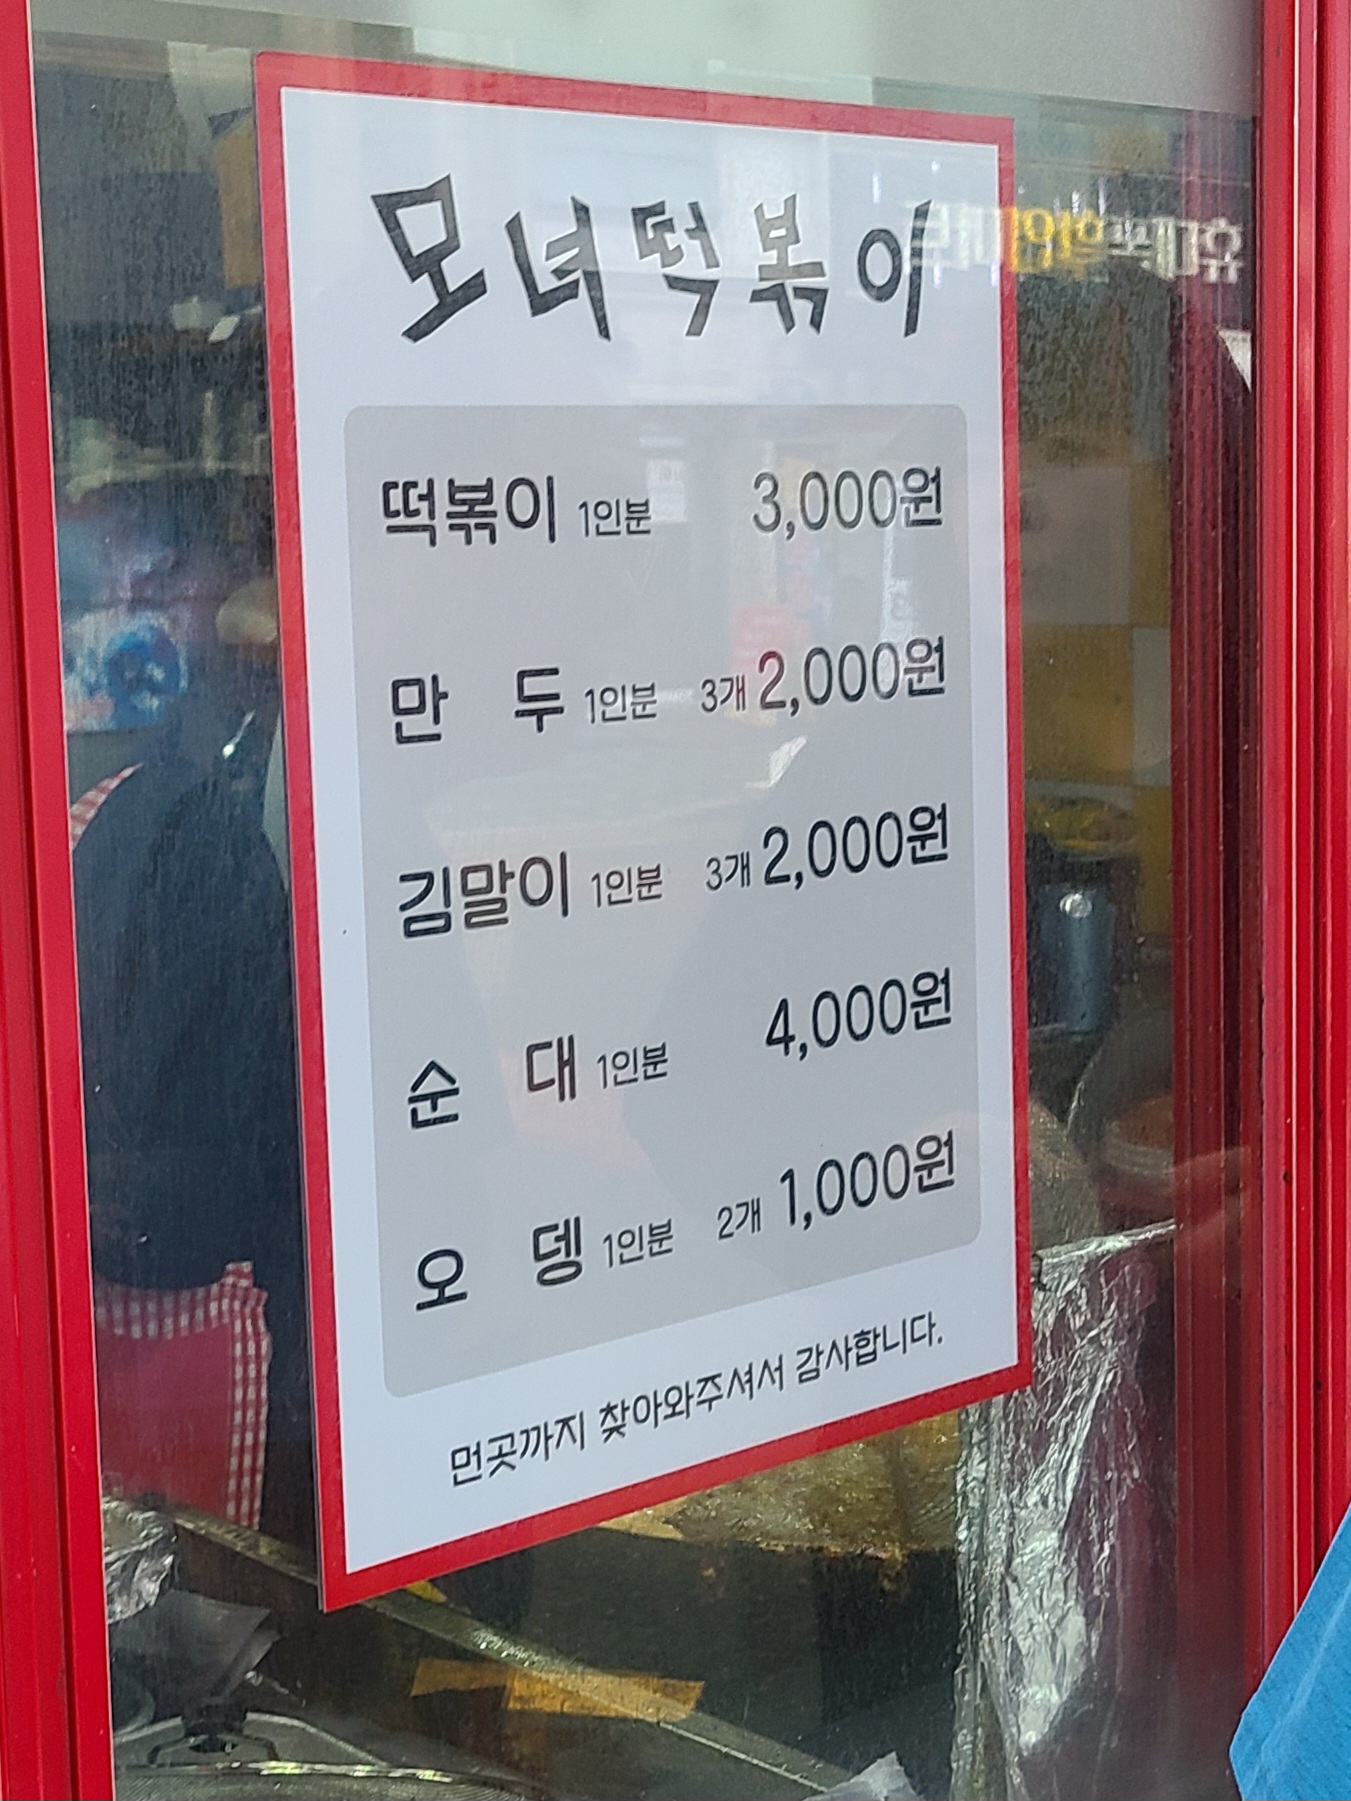 모녀떡볶이
떡볶이 1인분 3,000원
만 두 1인분 3개 2,000원
김말이 1인분 3개 2,000원
순 대 1인분 4,000원
오 뎅 1인분 2개 1,000원
먼곳까지 찾아와주셔서 감사합니다.